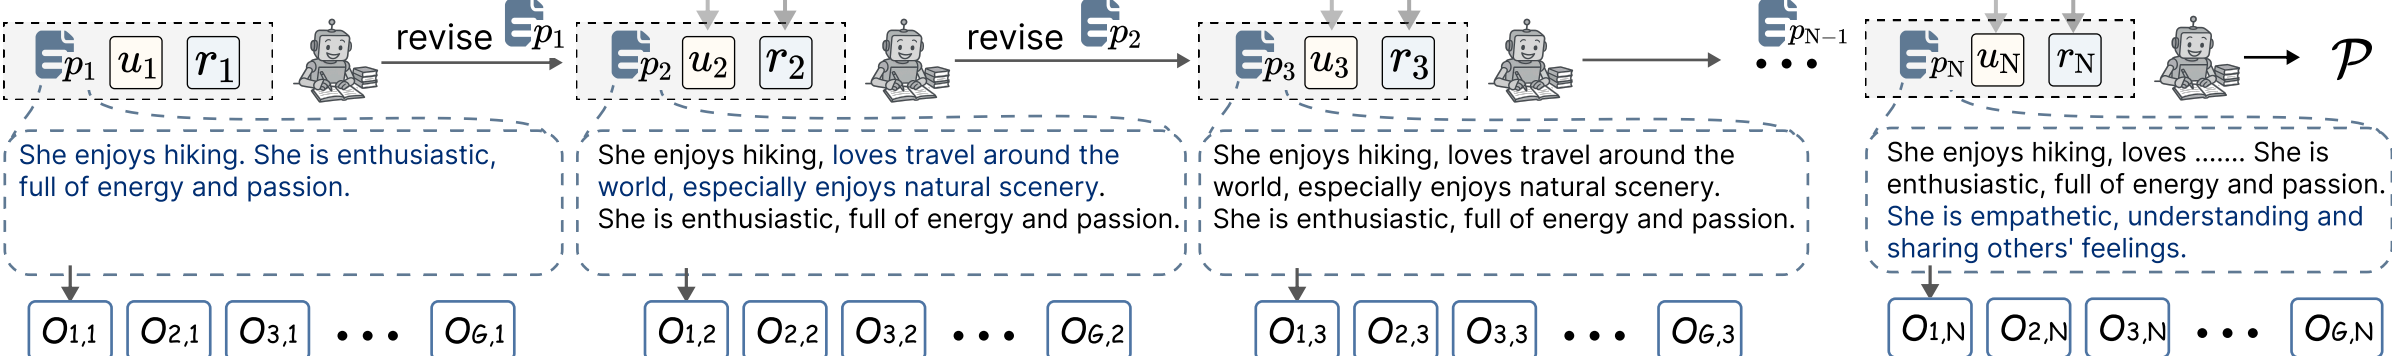 p1 u1 r1 revise p1 p2 u2 r2 revise p2 p3 u3 r3 pN−1 ••• pN uN rN 𝒫
She enjoys hiking. She is enthusiastic,
full of energy and passion.
She enjoys hiking, loves travel around the
world, especially enjoys natural scenery.
She is enthusiastic, full of energy and passion.
She enjoys hiking, loves travel around the
world, especially enjoys natural scenery.
She is enthusiastic, full of energy and passion.
She enjoys hiking, loves ....... She is
enthusiastic, full of energy and passion.
She is empathetic, understanding and
sharing others' feelings.
O1,1 O2,1 O3,1 ••• OG,1 O1,2 O2,2 O3,2 ••• OG,2 O1,3 O2,3 O3,3 ••• OG,3 O1,N O2,N O3,N ••• OG,N